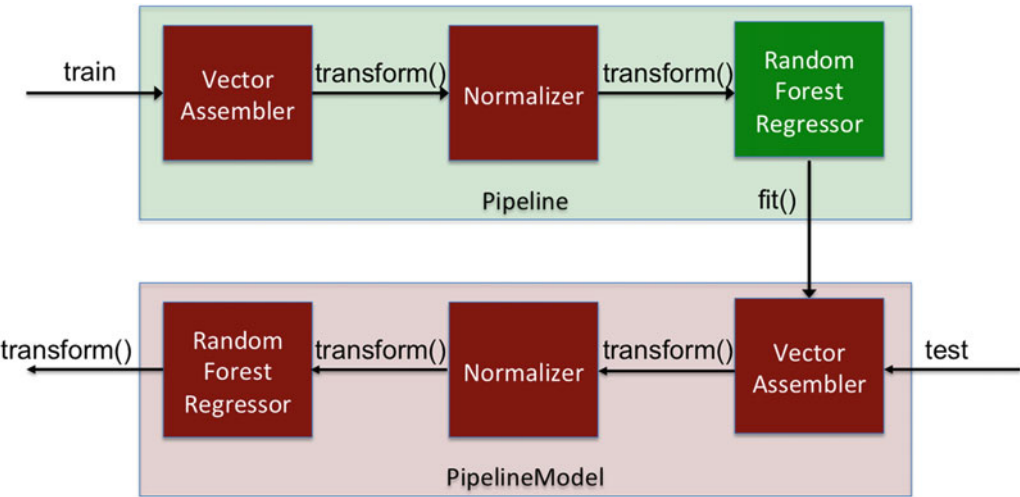 train
Vector
Assembler
transform()
Normalizer
transform()
Random
Forest
Regressor
Pipeline
fit()
transform()
Random
Forest
Regressor
transform()
Normalizer
transform()
Vector
Assembler
test
PipelineModel